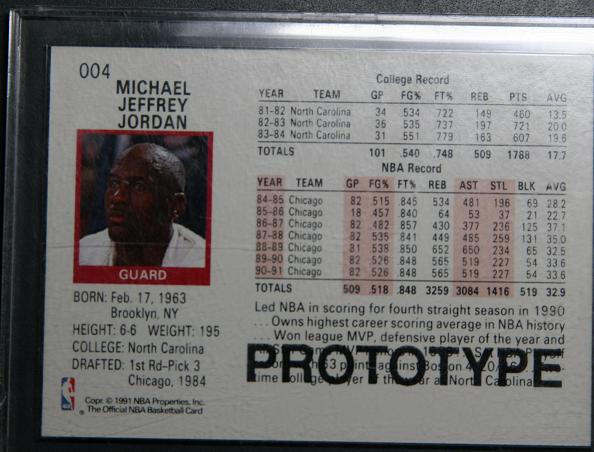 004
MICHAEL
JEFFREY
JORDAN
GUARD
BORN: Feb. 17, 1963
Brooklyn, NY
HEIGHT: 6-6 WEIGHT: 195
COLLEGE: North Carolina
DRAFTED: 1st Rd-Pick 3
Chicago, 1984
Copr. © 1991 NBA Properties, Inc.
The Official NBA Basketball Card
College Record
YEAR TEAM GP FG% FT% REB PTS AVG
81-82 North Carolina 34 .534 .722 149 460 13.5
82-83 North Carolina 36 .535 .737 197 721 20.0
83-84 North Carolina 31 .551 .779 163 607 19.6
TOTALS 101 .540 .748 509 1788 17.7
NBA Record
YEAR TEAM GP FG% FT% REB AST STL BLK AVG
84-85 Chicago 82 .515 .845 534 481 196 69 28.2
85-86 Chicago 18 .457 .840 64 53 37 21 22.7
86-87 Chicago 82 .482 .857 430 377 236 125 37.1
87-88 Chicago 82 .535 .841 449 485 259 131 35.0
88-89 Chicago 81 .538 .850 652 650 234 65 32.5
89-90 Chicago 82 .526 .848 565 519 227 54 33.6
90-91 Chicago 82 .526 .848 565 519 227 54 33.6
TOTALS 509 .518 .848 3259 3084 1416 519 32.9
Led NBA in scoring for fourth straight season in 1990
. . . Owns highest career scoring average in NBA history
. . . Won league MVP, defensive player of the year and
PROTOTYPE